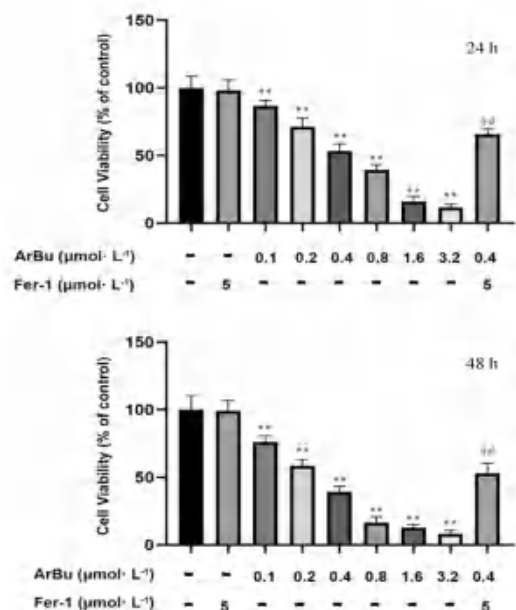 150
24 h
100
50
0
Cell Viability (% of control)
** ** ** ** ** **
ArBu (μmol· L⁻¹) - - 0.1 0.2 0.4 0.8 1.6 3.2 0.4
Fer-1 (μmol· L⁻¹) - 5 - - - - - - 5
150
48 h
100
50
0
Cell Viability (% of control)
** ** ** ** ** **
ArBu (μmol· L⁻¹) - - 0.1 0.2 0.4 0.8 1.6 3.2 0.4
Fer-1 (μmol· L⁻¹) - 5 - - - - - - 5